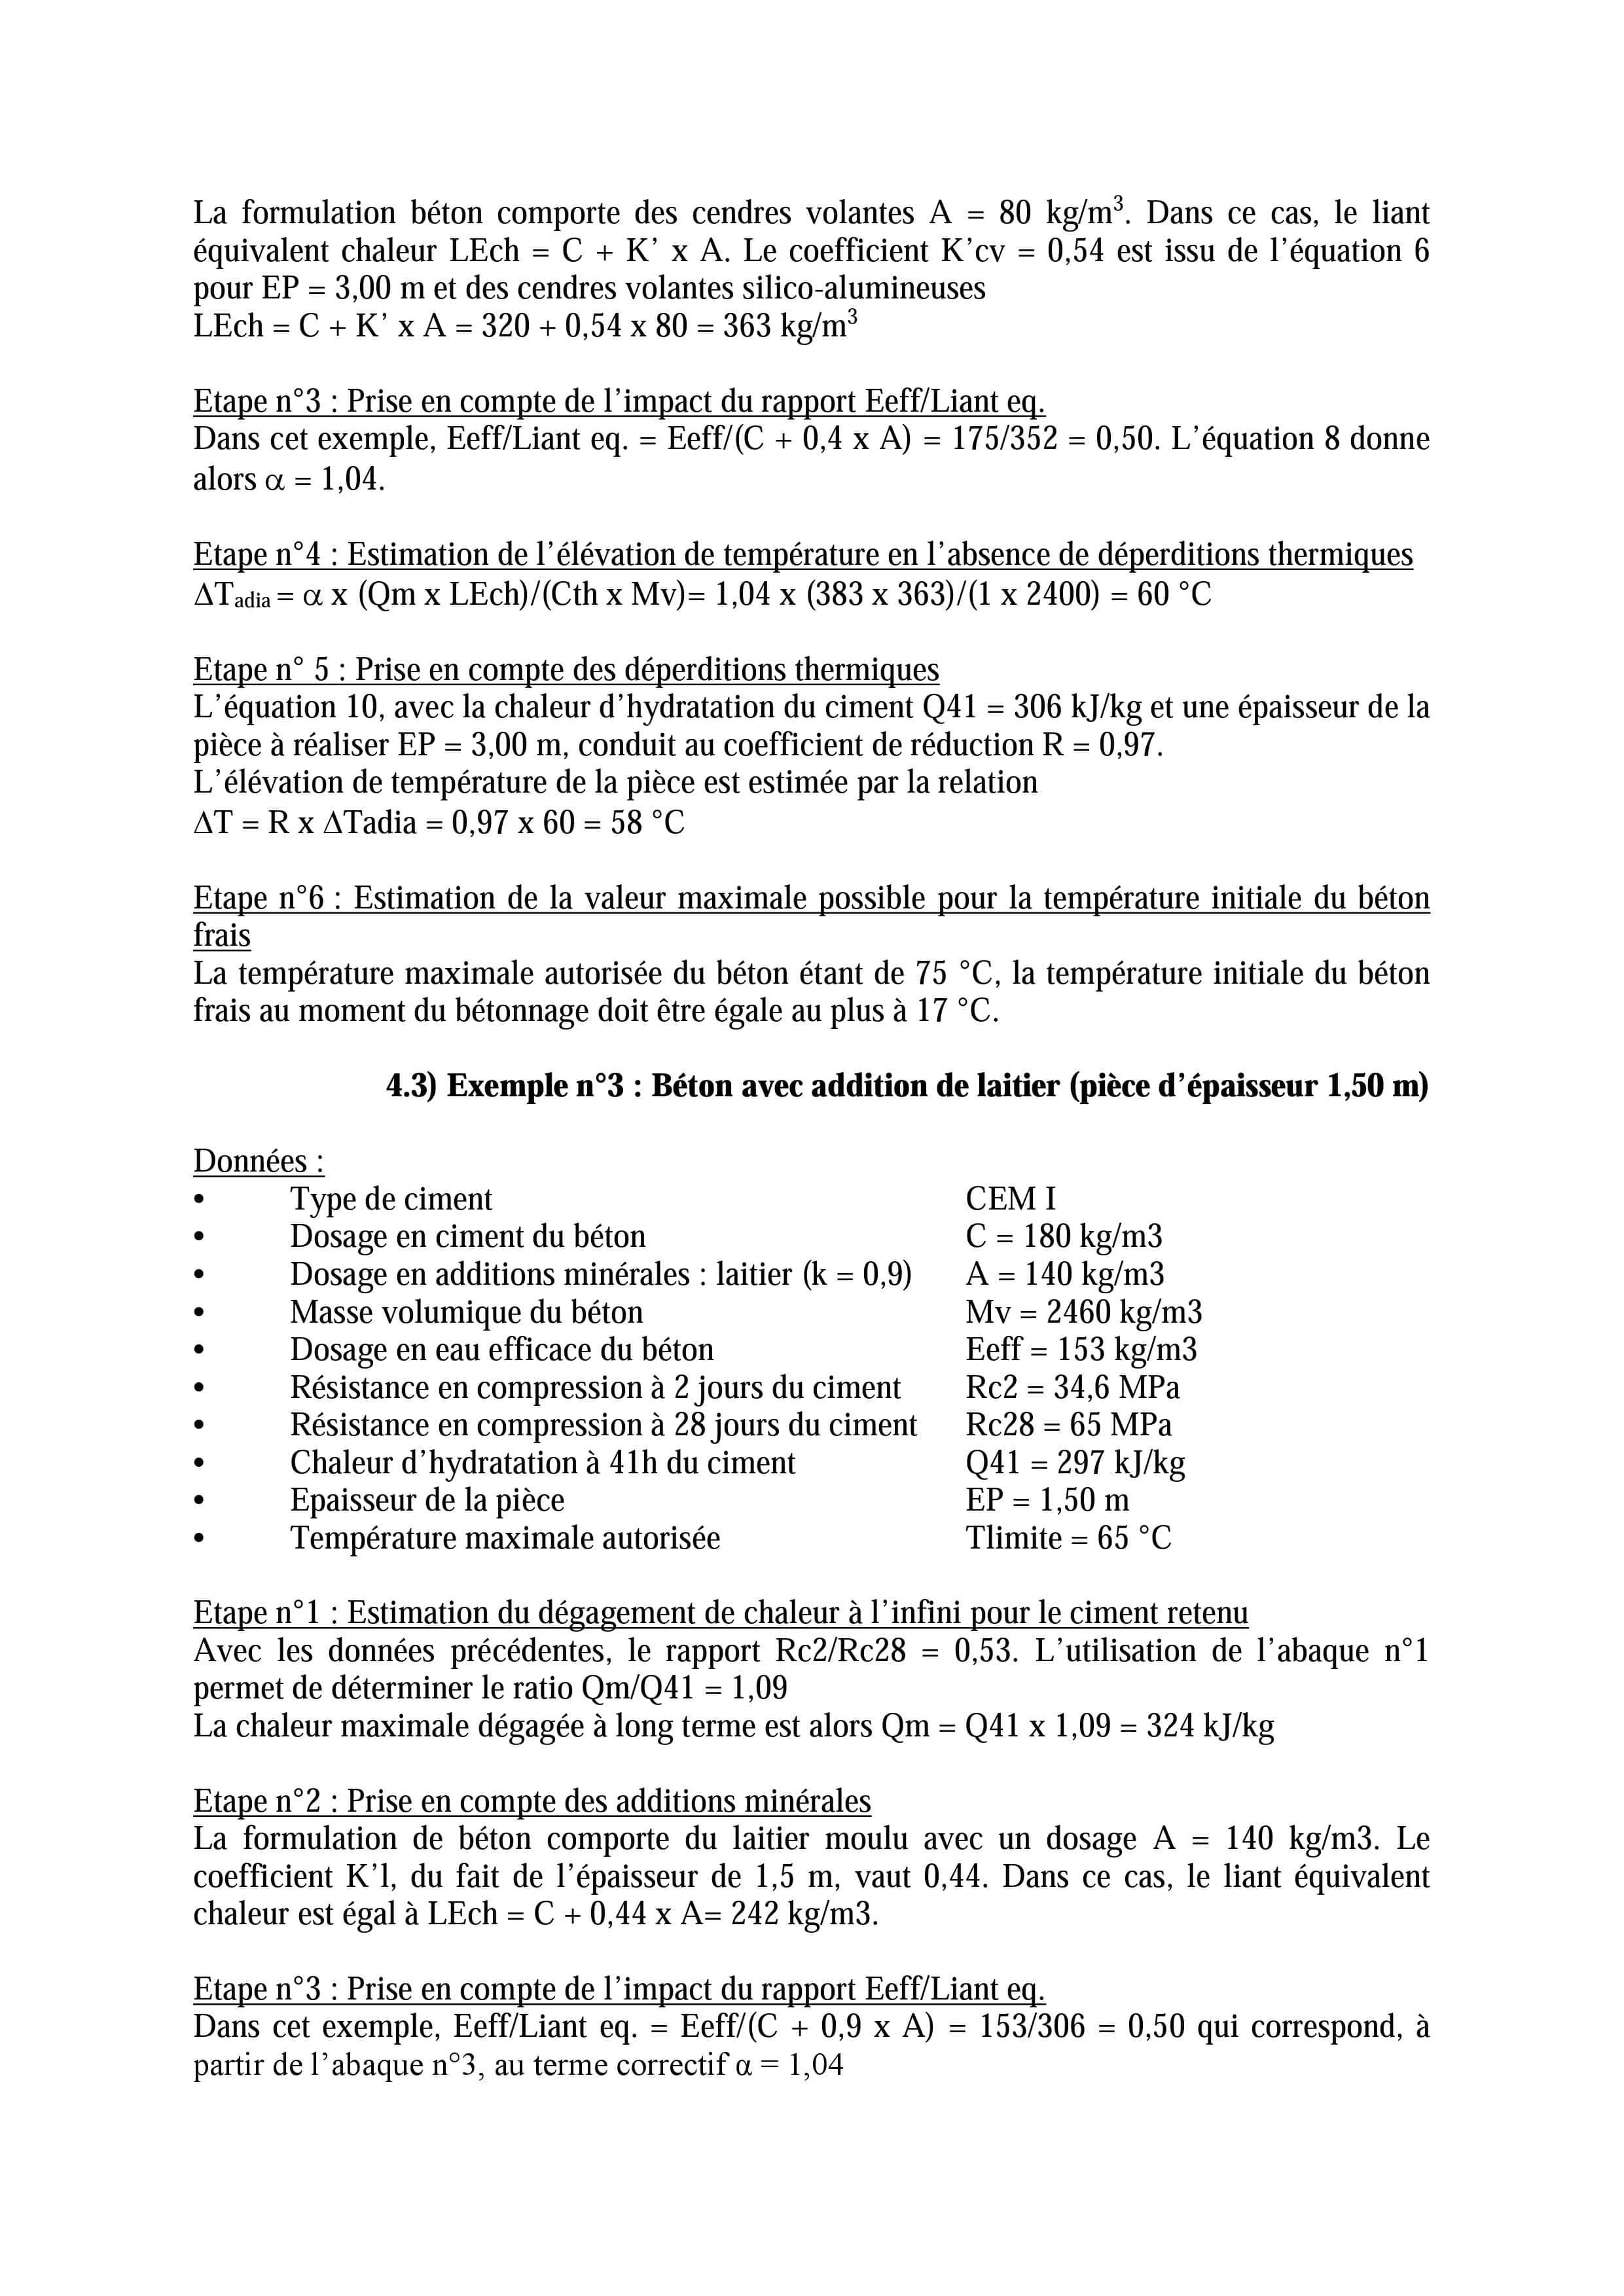 La formulation béton comporte des cendres volantes A = 80 kg/m³. Dans ce cas, le liant
équivalent chaleur LEch = C + K’ x A. Le coefficient K’cv = 0,54 est issu de l’équation 6
pour EP = 3,00 m et des cendres volantes silico-alumineuses
LEch = C + K’ x A = 320 + 0,54 x 80 = 363 kg/m³
Etape n°3 : Prise en compte de l’impact du rapport Eeff/Liant eq.
Dans cet exemple, Eeff/Liant eq. = Eeff/(C + 0,4 x A) = 175/352 = 0,50. L’équation 8 donne
alors α = 1,04.
Etape n°4 : Estimation de l’élévation de température en l’absence de déperditions thermiques
ΔTadia = α x (Qm x LEch)/(Cth x Mv)= 1,04 x (383 x 363)/(1 x 2400) = 60 °C
Etape n° 5 : Prise en compte des déperditions thermiques
L’équation 10, avec la chaleur d’hydratation du ciment Q41 = 306 kJ/kg et une épaisseur de la
pièce à réaliser EP = 3,00 m, conduit au coefficient de réduction R = 0,97.
L’élévation de température de la pièce est estimée par la relation
ΔT = R x ΔTadia = 0,97 x 60 = 58 °C
Etape n°6 : Estimation de la valeur maximale possible pour la température initiale du béton
frais
La température maximale autorisée du béton étant de 75 °C, la température initiale du béton
frais au moment du bétonnage doit être égale au plus à 17 °C.
4.3) Exemple n°3 : Béton avec addition de laitier (pièce d’épaisseur 1,50 m)
Données :
• Type de ciment CEM I
• Dosage en ciment du béton C = 180 kg/m3
• Dosage en additions minérales : laitier (k = 0,9) A = 140 kg/m3
• Masse volumique du béton Mv = 2460 kg/m3
• Dosage en eau efficace du béton Eeff = 153 kg/m3
• Résistance en compression à 2 jours du ciment Rc2 = 34,6 MPa
• Résistance en compression à 28 jours du ciment Rc28 = 65 MPa
• Chaleur d’hydratation à 41h du ciment Q41 = 297 kJ/kg
• Epaisseur de la pièce EP = 1,50 m
• Température maximale autorisée Tlimite = 65 °C
Etape n°1 : Estimation du dégagement de chaleur à l’infini pour le ciment retenu
Avec les données précédentes, le rapport Rc2/Rc28 = 0,53. L’utilisation de l’abaque n°1
permet de déterminer le ratio Qm/Q41 = 1,09
La chaleur maximale dégagée à long terme est alors Qm = Q41 x 1,09 = 324 kJ/kg
Etape n°2 : Prise en compte des additions minérales
La formulation de béton comporte du laitier moulu avec un dosage A = 140 kg/m3. Le
coefficient K’l, du fait de l’épaisseur de 1,5 m, vaut 0,44. Dans ce cas, le liant équivalent
chaleur est égal à LEch = C + 0,44 x A= 242 kg/m3.
Etape n°3 : Prise en compte de l’impact du rapport Eeff/Liant eq.
Dans cet exemple, Eeff/Liant eq. = Eeff/(C + 0,9 x A) = 153/306 = 0,50 qui correspond, à
partir de l’abaque n°3, au terme correctif α = 1,04